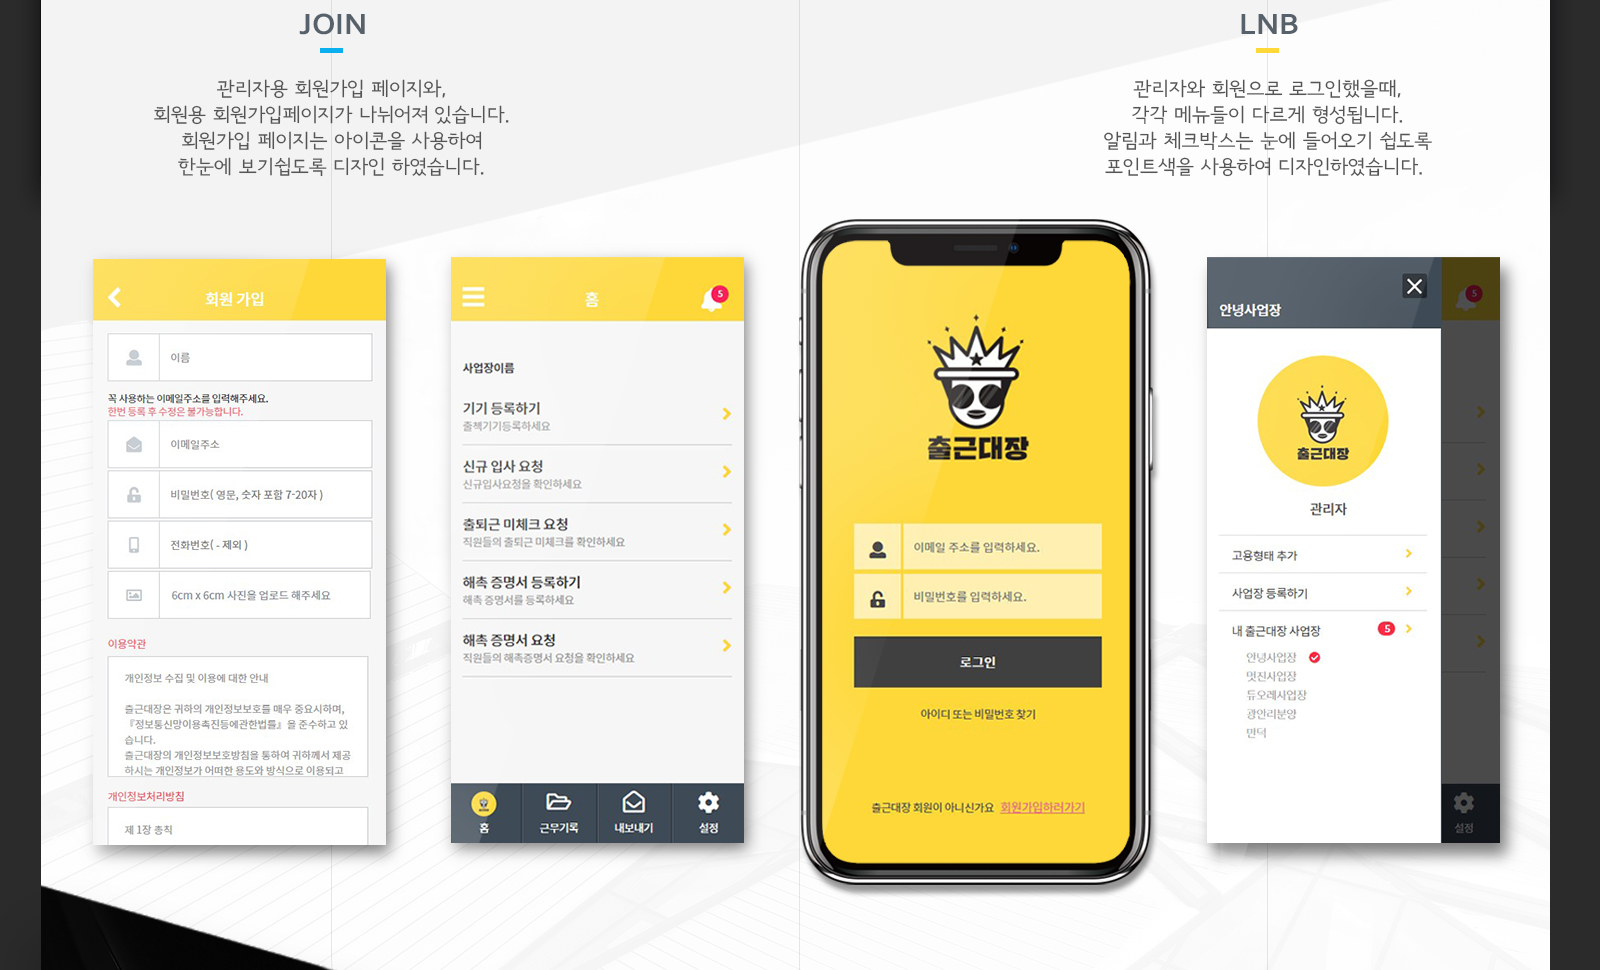 JOIN
관리자용 회원가입 페이지와,
회원용 회원가입페이지가 나뉘어져 있습니다.
회원가입 페이지는 아이콘을 사용하여
한눈에 보기쉽도록 디자인 하였습니다.
LNB
관리자와 회원으로 로그인했을때,
각각 메뉴들이 다르게 형성됩니다.
알림과 체크박스는 눈에 들어오기 쉽도록
포인트색을 사용하여 디자인하였습니다.
회원 가입
이름
꼭 사용하는 이메일주소를 입력해주세요.
한번 등록 후 수정은 불가능합니다.
이메일주소
비밀번호( 영문, 숫자 포함 7-20자 )
전화번호( - 제외 )
6cm x 6cm 사진을 업로드 해주세요
이용약관
개인정보 수집 및 이용에 대한 안내
출근대장은 귀하의 개인정보보호를 매우 중요시하며,
『정보통신망이용촉진등에관한법률』을 준수하고 있
습니다.
출근대장의 개인정보보호방침을 통하여 귀하께서 제공
하시는 개인정보가 어떠한 용도와 방식으로 이용되고
개인정보처리방침
제 1장 총칙
홈
5
사업장이름
기기 등록하기
출첵기기등록하세요
신규 입사 요청
신규입사요청을 확인하세요
출퇴근 미체크 요청
직원들의 출퇴근 미체크를 확인하세요
해촉 증명서 등록하기
해촉 증명서를 등록하세요
해촉 증명서 요청
직원들의 해촉증명서 요청을 확인하세요
홈
근무기록
내보내기
설정
출근대장
이메일 주소를 입력하세요.
비밀번호를 입력하세요.
로그인
아이디 또는 비밀번호 찾기
출근대장 회원이 아니신가요 회원가입하러가기
안녕사업장
5
출근대장
관리자
고용형태 추가
사업장 등록하기
내 출근대장 사업장 5
안녕사업장
멋진사업장
듀오레사업장
광안리분양
만덕
설정